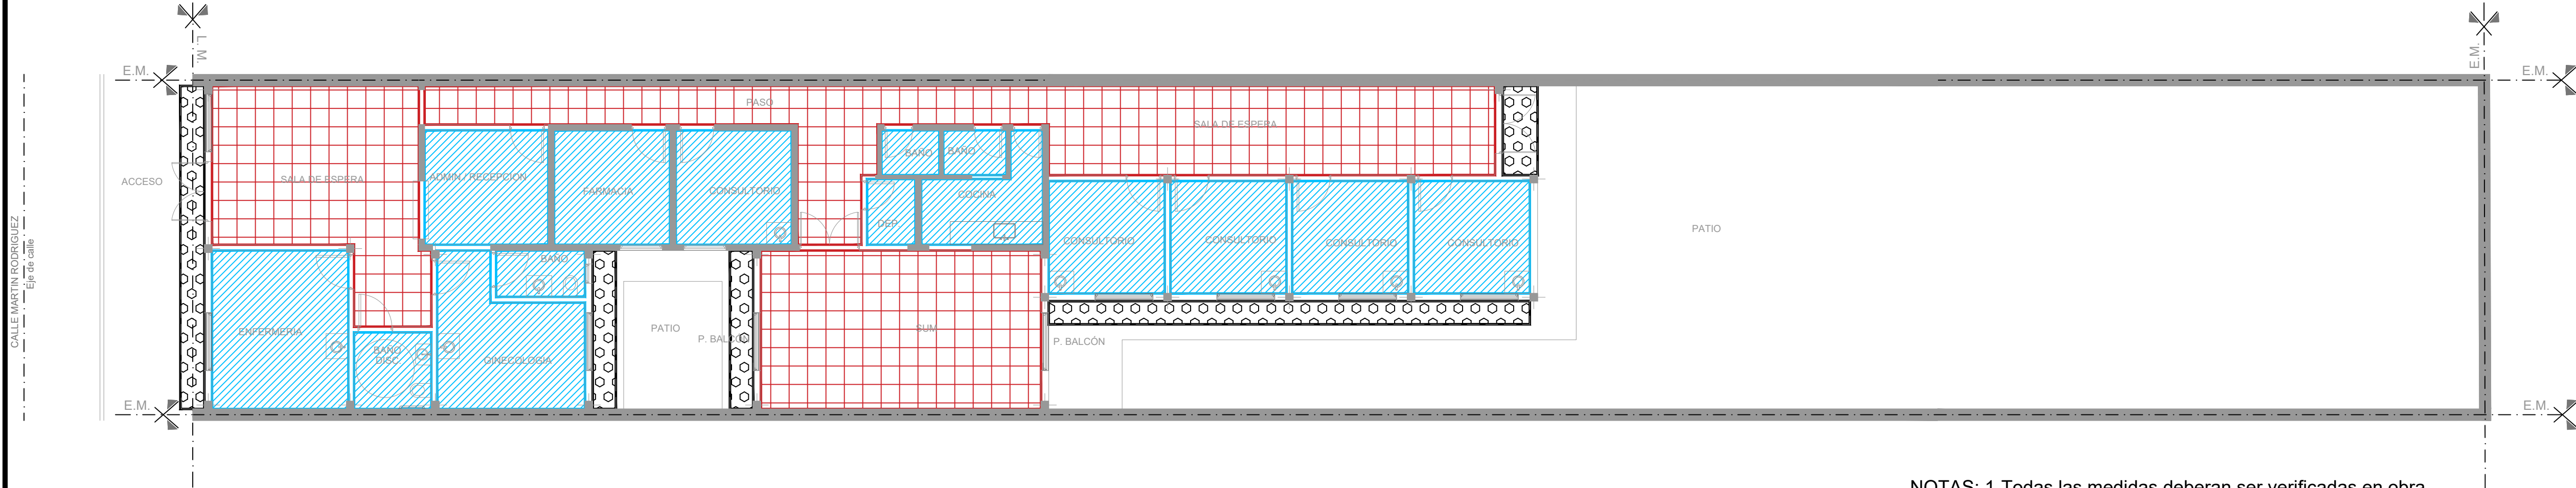 L. M.
E.M.
E.M.
E.M.
PASO
SALA DE ESPERA
ACCESO
SALA DE ESPERA
ADMIN / RECEPCION
FARMACIA
CONSULTORIO
BAÑO
BAÑO
COCINA
DEP
CONSULTORIO
CONSULTORIO
CONSULTORIO
CONSULTORIO
PATIO
CALLE MARTIN RODRIGUEZ
Eje de calle
BAÑO
ENFERMERIA
BAÑO
DISC
GINECOLOGIA
PATIO
P. BALCÓN
SUM
P. BALCÓN
E.M.
E.M.
NOTAS: 1.Todas las medidas deberan ser verificadas en obra